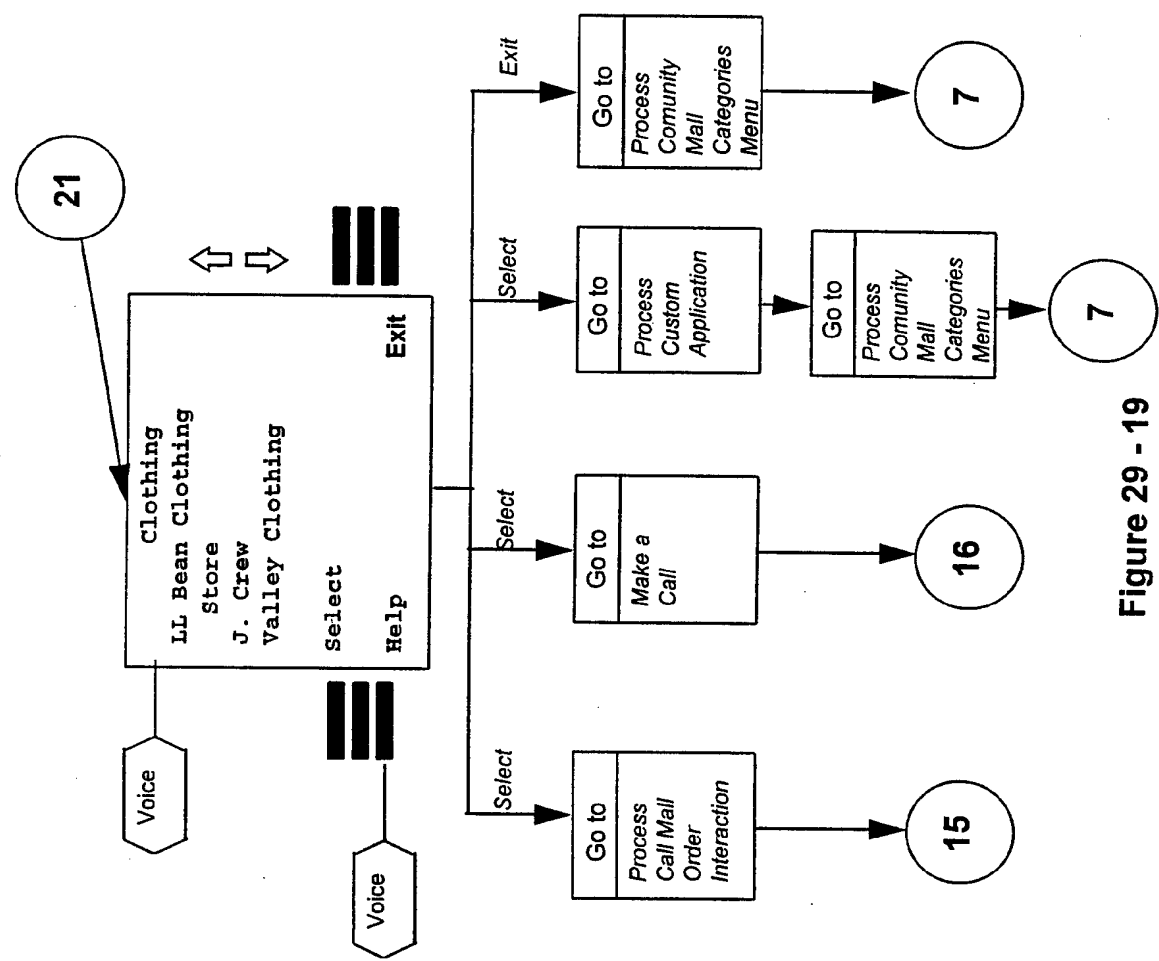 21
Voice
Clothing
LL Bean Clothing
Store
J. Crew
Valley Clothing
Select
Help
Exit
Voice
Select
Select
Select
Exit
Go to
Process
Call Mall
Order
Interaction
15
Go to
Make a
Call
16
Go to
Process
Custom
Application
Go to
Process
Comunity
Mall
Categories
Menu
7
Go to
Process
Comunity
Mall
Categories
Menu
7
Figure 29 - 19